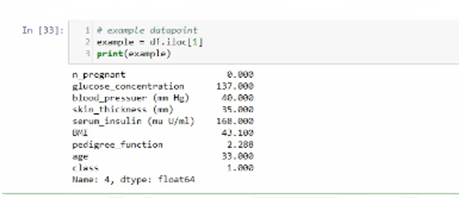 In [33]:
1 # example datapoint
2 example = df.iloc[1]
3 print(example)
n_pregnant 0.000
glucose_concentration 137.000
blood_pressuer (mm Hg) 40.000
skin_thickness (mm) 35.000
serum_insulin (mu U/ml) 168.000
BMI 43.100
pedigree_function 2.288
age 33.000
class 1.000
Name: 4, dtype: float64